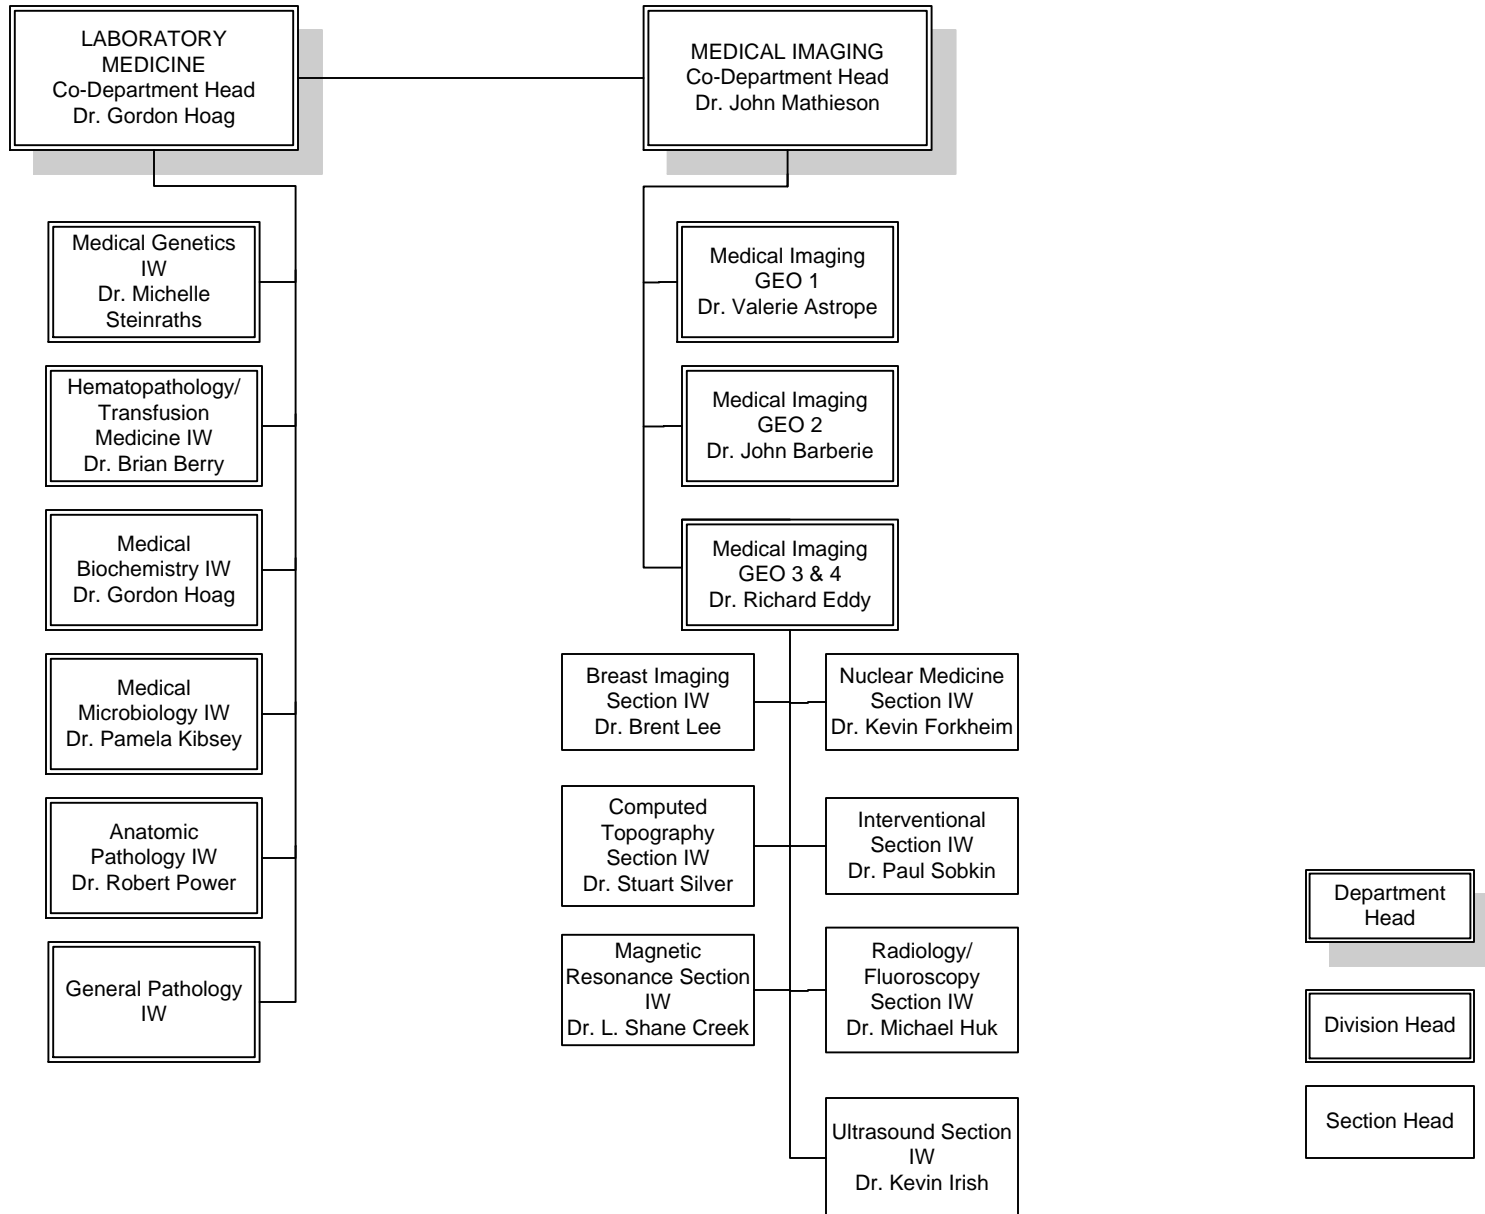 LABORATORY
MEDICINE
Co-Department Head
Dr. Gordon Hoag
MEDICAL IMAGING
Co-Department Head
Dr. John Mathieson
Medical Genetics
IW
Dr. Michelle
Steinraths
Hematopathology/
Transfusion
Medicine IW
Dr. Brian Berry
Medical
Biochemistry IW
Dr. Gordon Hoag
Medical
Microbiology IW
Dr. Pamela Kibsey
Anatomic
Pathology IW
Dr. Robert Power
General Pathology
IW
Medical Imaging
GEO 1
Dr. Valerie Astrope
Medical Imaging
GEO 2
Dr. John Barberie
Medical Imaging
GEO 3 & 4
Dr. Richard Eddy
Breast Imaging
Section IW
Dr. Brent Lee
Nuclear Medicine
Section IW
Dr. Kevin Forkheim
Computed
Topography
Section IW
Dr. Stuart Silver
Interventional
Section IW
Dr. Paul Sobkin
Magnetic
Resonance Section
IW
Dr. L. Shane Creek
Radiology/
Fluoroscopy
Section IW
Dr. Michael Huk
Ultrasound Section
IW
Dr. Kevin Irish
Department
Head
Division Head
Section Head